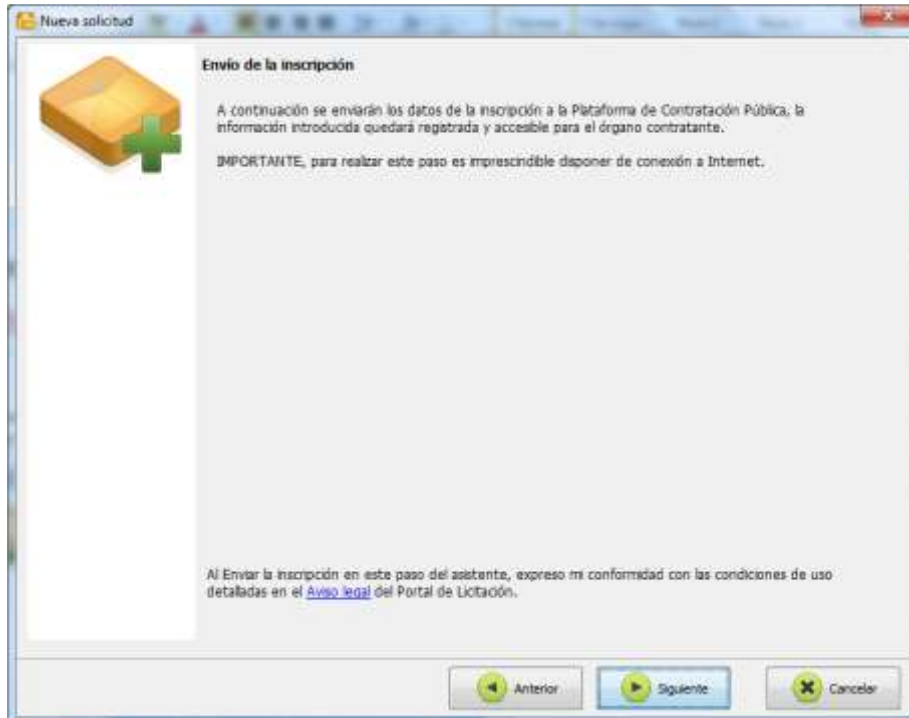 Nueva solicitud
Envío de la inscripción
A continuación se enviarán los datos de la inscripción a la Plataforma de Contratación Pública, la
información introducida quedará registrada y accesible para el órgano contratante.
IMPORTANTE, para realizar este paso es imprescindible disponer de conexión a Internet.
Al Enviar la inscripción en este paso del asistente, expreso mi conformidad con las condiciones de uso
detalladas en el Aviso legal del Portal de Licitación.
Anterior
Siguiente
Cancelar